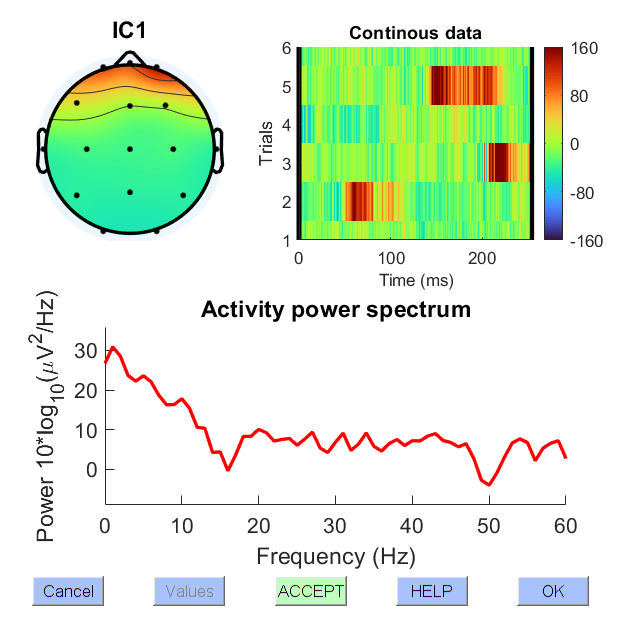 IC1
Continous data
Trials
6
5
4
3
2
1
0
100
200
Time (ms)
160
80
0
-80
-160
Activity power spectrum
Power 10*log10(μV2/Hz)
30
20
10
0
0
10
20
30
40
50
60
Frequency (Hz)
Cancel
Values
ACCEPT
HELP
OK